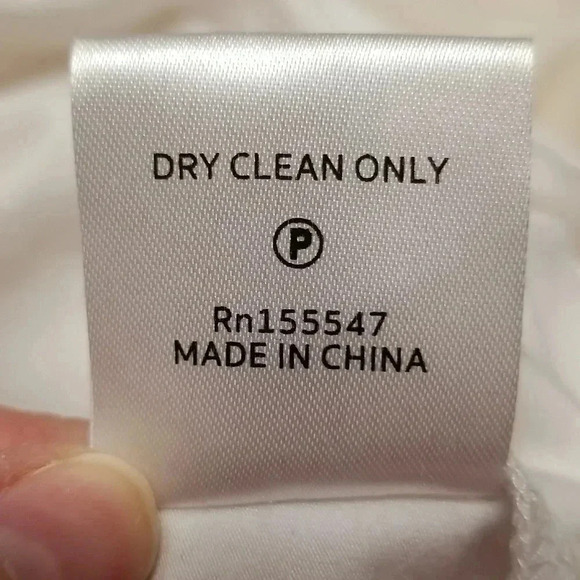 DRY CLEAN ONLY
P
Rn155547
MADE IN CHINA